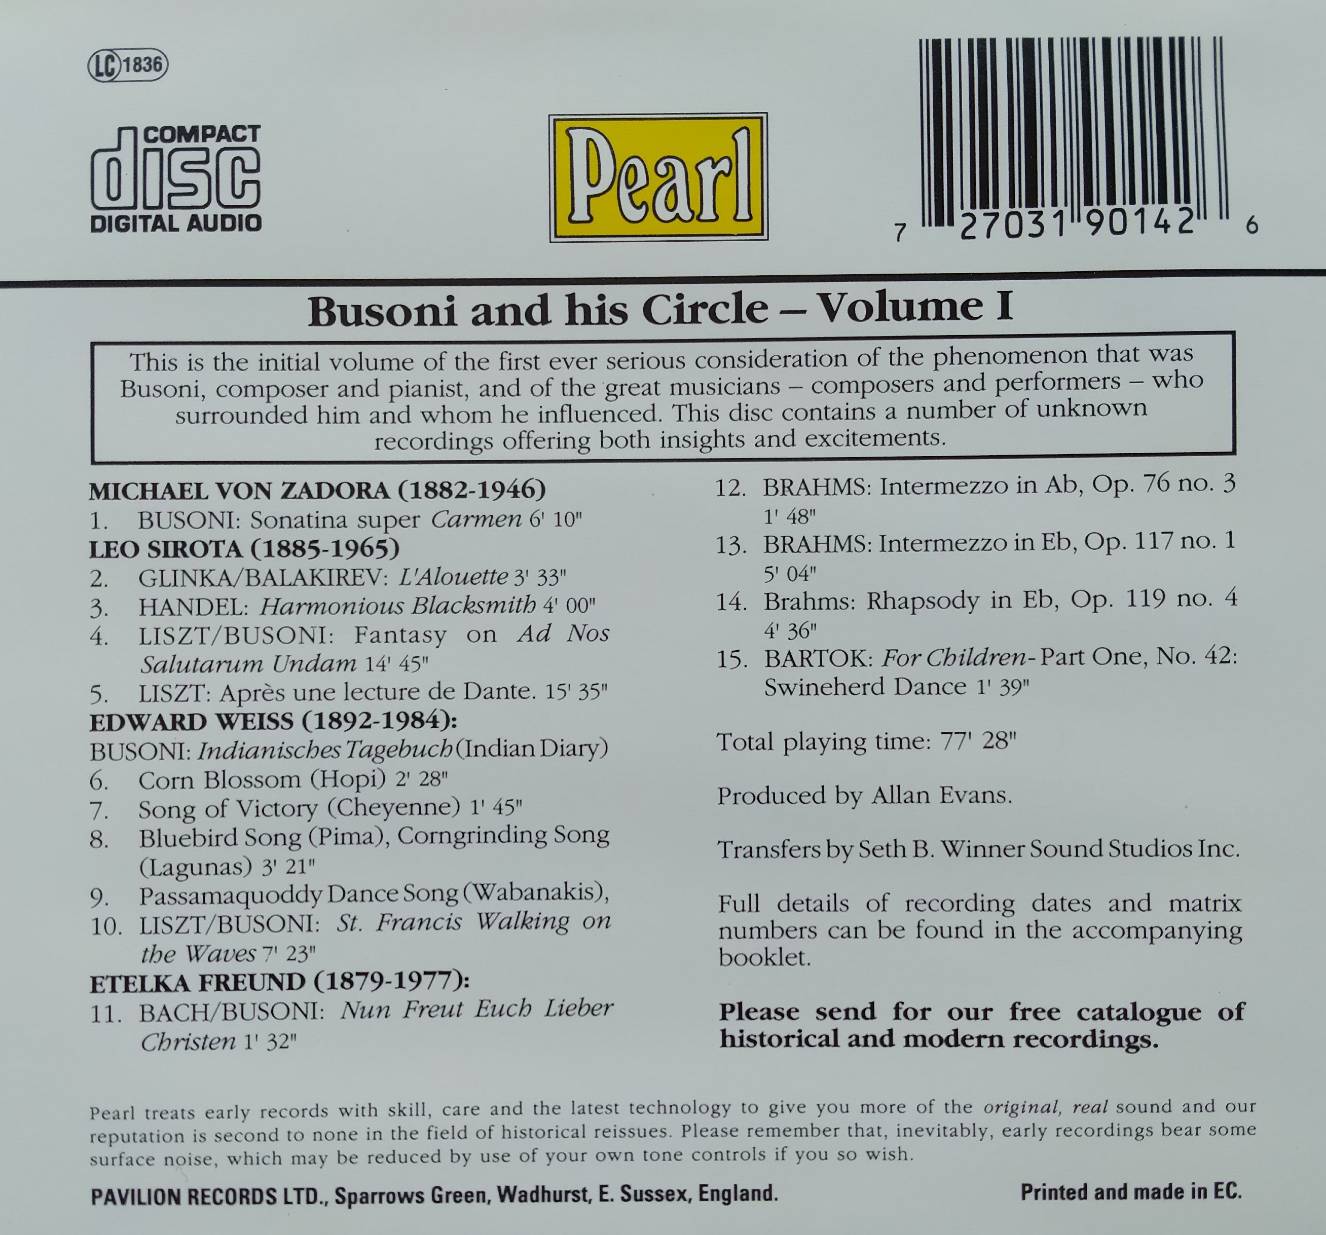 LC 1836
COMPACT
disc
DIGITAL AUDIO
Pearl
7 27031 90142 6
Busoni and his Circle – Volume I
This is the initial volume of the first ever serious consideration of the phenomenon that was
Busoni, composer and pianist, and of the great musicians – composers and performers – who
surrounded him and whom he influenced. This disc contains a number of unknown
recordings offering both insights and excitements.
MICHAEL VON ZADORA (1882-1946)
1. BUSONI: Sonatina super Carmen 6' 10"
LEO SIROTA (1885-1965)
2. GLINKA/BALAKIREV: L'Alouette 3' 33"
3. HANDEL: Harmonious Blacksmith 4' 00"
4. LISZT/BUSONI: Fantasy on Ad Nos
Salutarum Undam 14' 45"
5. LISZT: Après une lecture de Dante. 15' 35"
EDWARD WEISS (1892-1984):
BUSONI: Indianisches Tagebuch (Indian Diary)
6. Corn Blossom (Hopi) 2' 28"
7. Song of Victory (Cheyenne) 1' 45"
8. Bluebird Song (Pima), Corngrinding Song
(Lagunas) 3' 21"
9. Passamaquoddy Dance Song (Wabanakis),
10. LISZT/BUSONI: St. Francis Walking on
the Waves 7' 23"
ETELKA FREUND (1879-1977):
11. BACH/BUSONI: Nun Freut Euch Lieber
Christen 1' 32"
12. BRAHMS: Intermezzo in Ab, Op. 76 no. 3
1' 48"
13. BRAHMS: Intermezzo in Eb, Op. 117 no. 1
5' 04"
14. Brahms: Rhapsody in Eb, Op. 119 no. 4
4' 36"
15. BARTOK: For Children- Part One, No. 42:
Swineherd Dance 1' 39"
Total playing time: 77' 28"
Produced by Allan Evans.
Transfers by Seth B. Winner Sound Studios Inc.
Full details of recording dates and matrix
numbers can be found in the accompanying
booklet.
Please send for our free catalogue of
historical and modern recordings.
Pearl treats early records with skill, care and the latest technology to give you more of the original, real sound and our
reputation is second to none in the field of historical reissues. Please remember that, inevitably, early recordings bear some
surface noise, which may be reduced by use of your own tone controls if you so wish.
PAVILION RECORDS LTD., Sparrows Green, Wadhurst, E. Sussex, England.
Printed and made in EC.